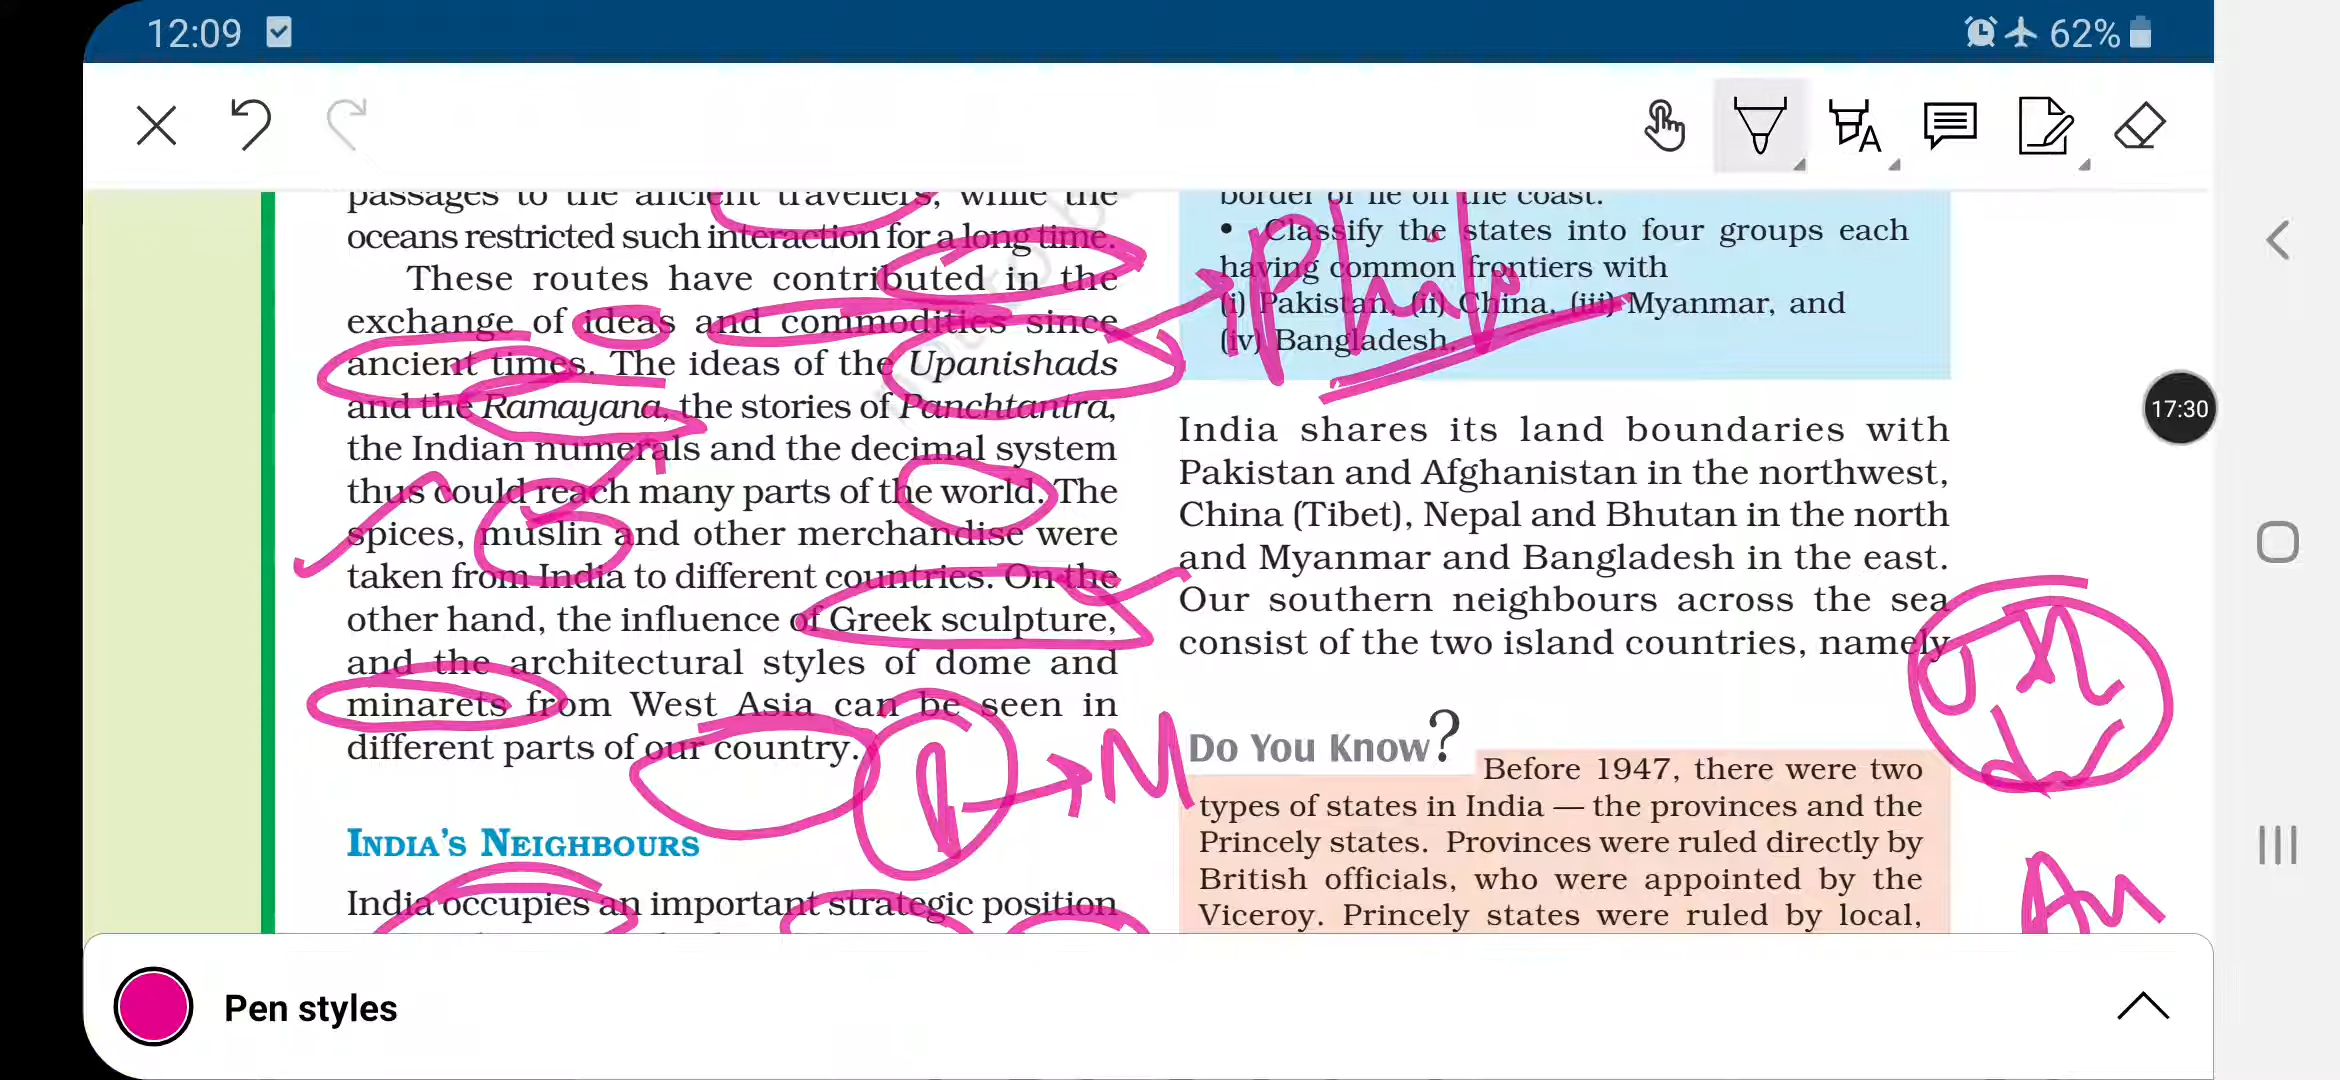 12:09
62%
passages to the ancient travellers, while the
oceans restricted such interaction for a long time.
These routes have contributed in the
exchange of ideas and commodities since
ancient times. The ideas of the Upanishads
and the Ramayana, the stories of Panchtantra,
the Indian numerals and the decimal system
thus could reach many parts of the world. The
spices, muslin and other merchandise were
taken from India to different countries. On the
other hand, the influence of Greek sculpture,
and the architectural styles of dome and
minarets from West Asia can be seen in
different parts of our country.
INDIA'S NEIGHBOURS
India occupies an important strategic position
border or lie on the coast.
• Classify the states into four groups each
having common frontiers with
(i) Pakistan, (ii) China, (iii) Myanmar, and
(iv) Bangladesh.
Philo
India shares its land boundaries with
Pakistan and Afghanistan in the northwest,
China (Tibet), Nepal and Bhutan in the north
and Myanmar and Bangladesh in the east.
Our southern neighbours across the sea
consist of the two island countries, namely
M
Do You Know?
Before 1947, there were two
types of states in India — the provinces and the
Princely states. Provinces were ruled directly by
British officials, who were appointed by the
Viceroy. Princely states were ruled by local,
17:30
Pen styles